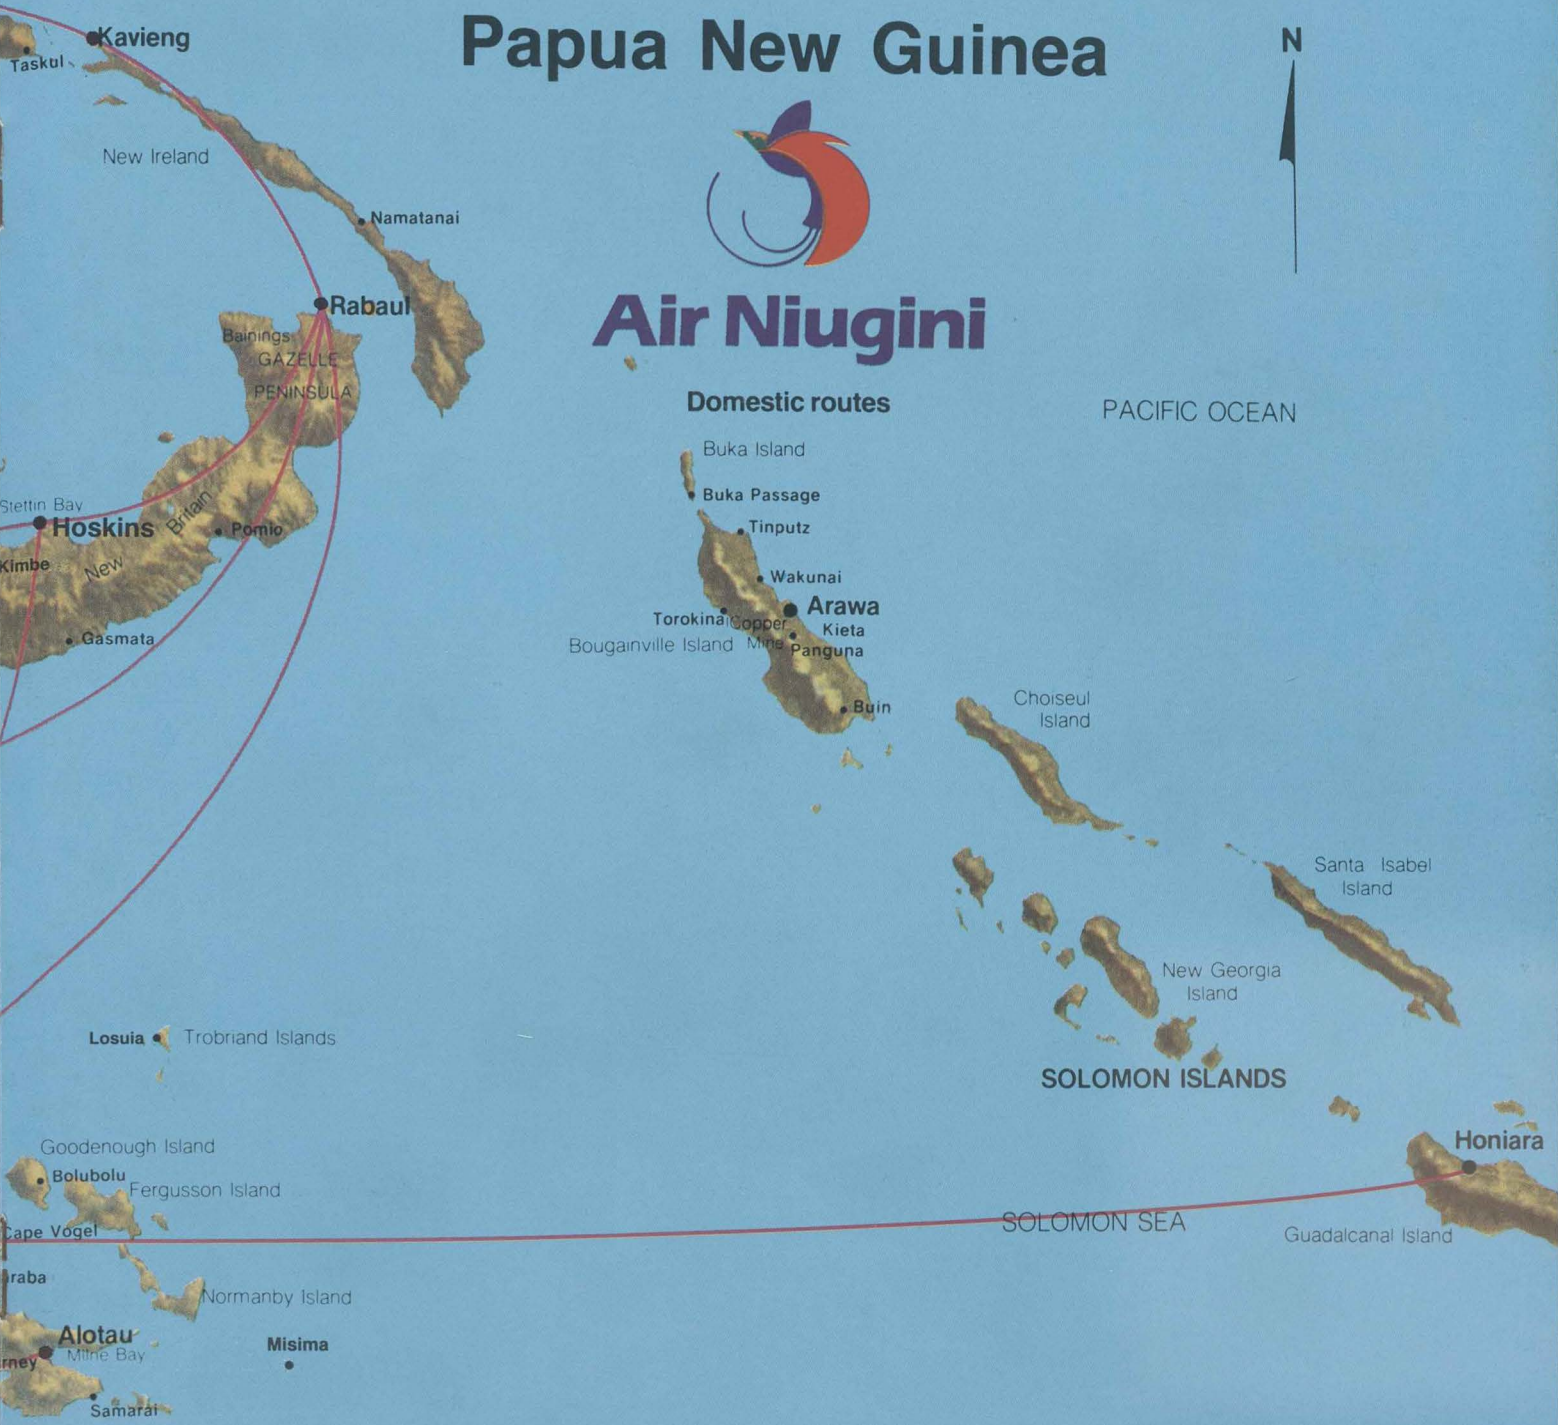 Papua New Guinea
N
Kavieng
Taskul
New Ireland
Namatanai
Rabaul
Bainings
GAZELLE
PENINSULA
Air Niugini
Domestic routes
PACIFIC OCEAN
Buka Island
Buka Passage
Tinputz
Wakunai
Arawa
Torokina
Copper
Mine
Kieta
Bougainville Island
Panguna
Buin
Stettin Bay
Hoskins
New Britain
Pomio
Kimbe
Gasmata
Choiseul
Island
Santa Isabel
Island
New Georgia
Island
SOLOMON ISLANDS
Losuia
Trobriand Islands
Goodenough Island
Bolubolu
Fergusson Island
Cape Vogel
raba
Normanby Island
Honiara
SOLOMON SEA
Guadalcanal Island
Alotau
Milne Bay
rney
Misima
Samarai